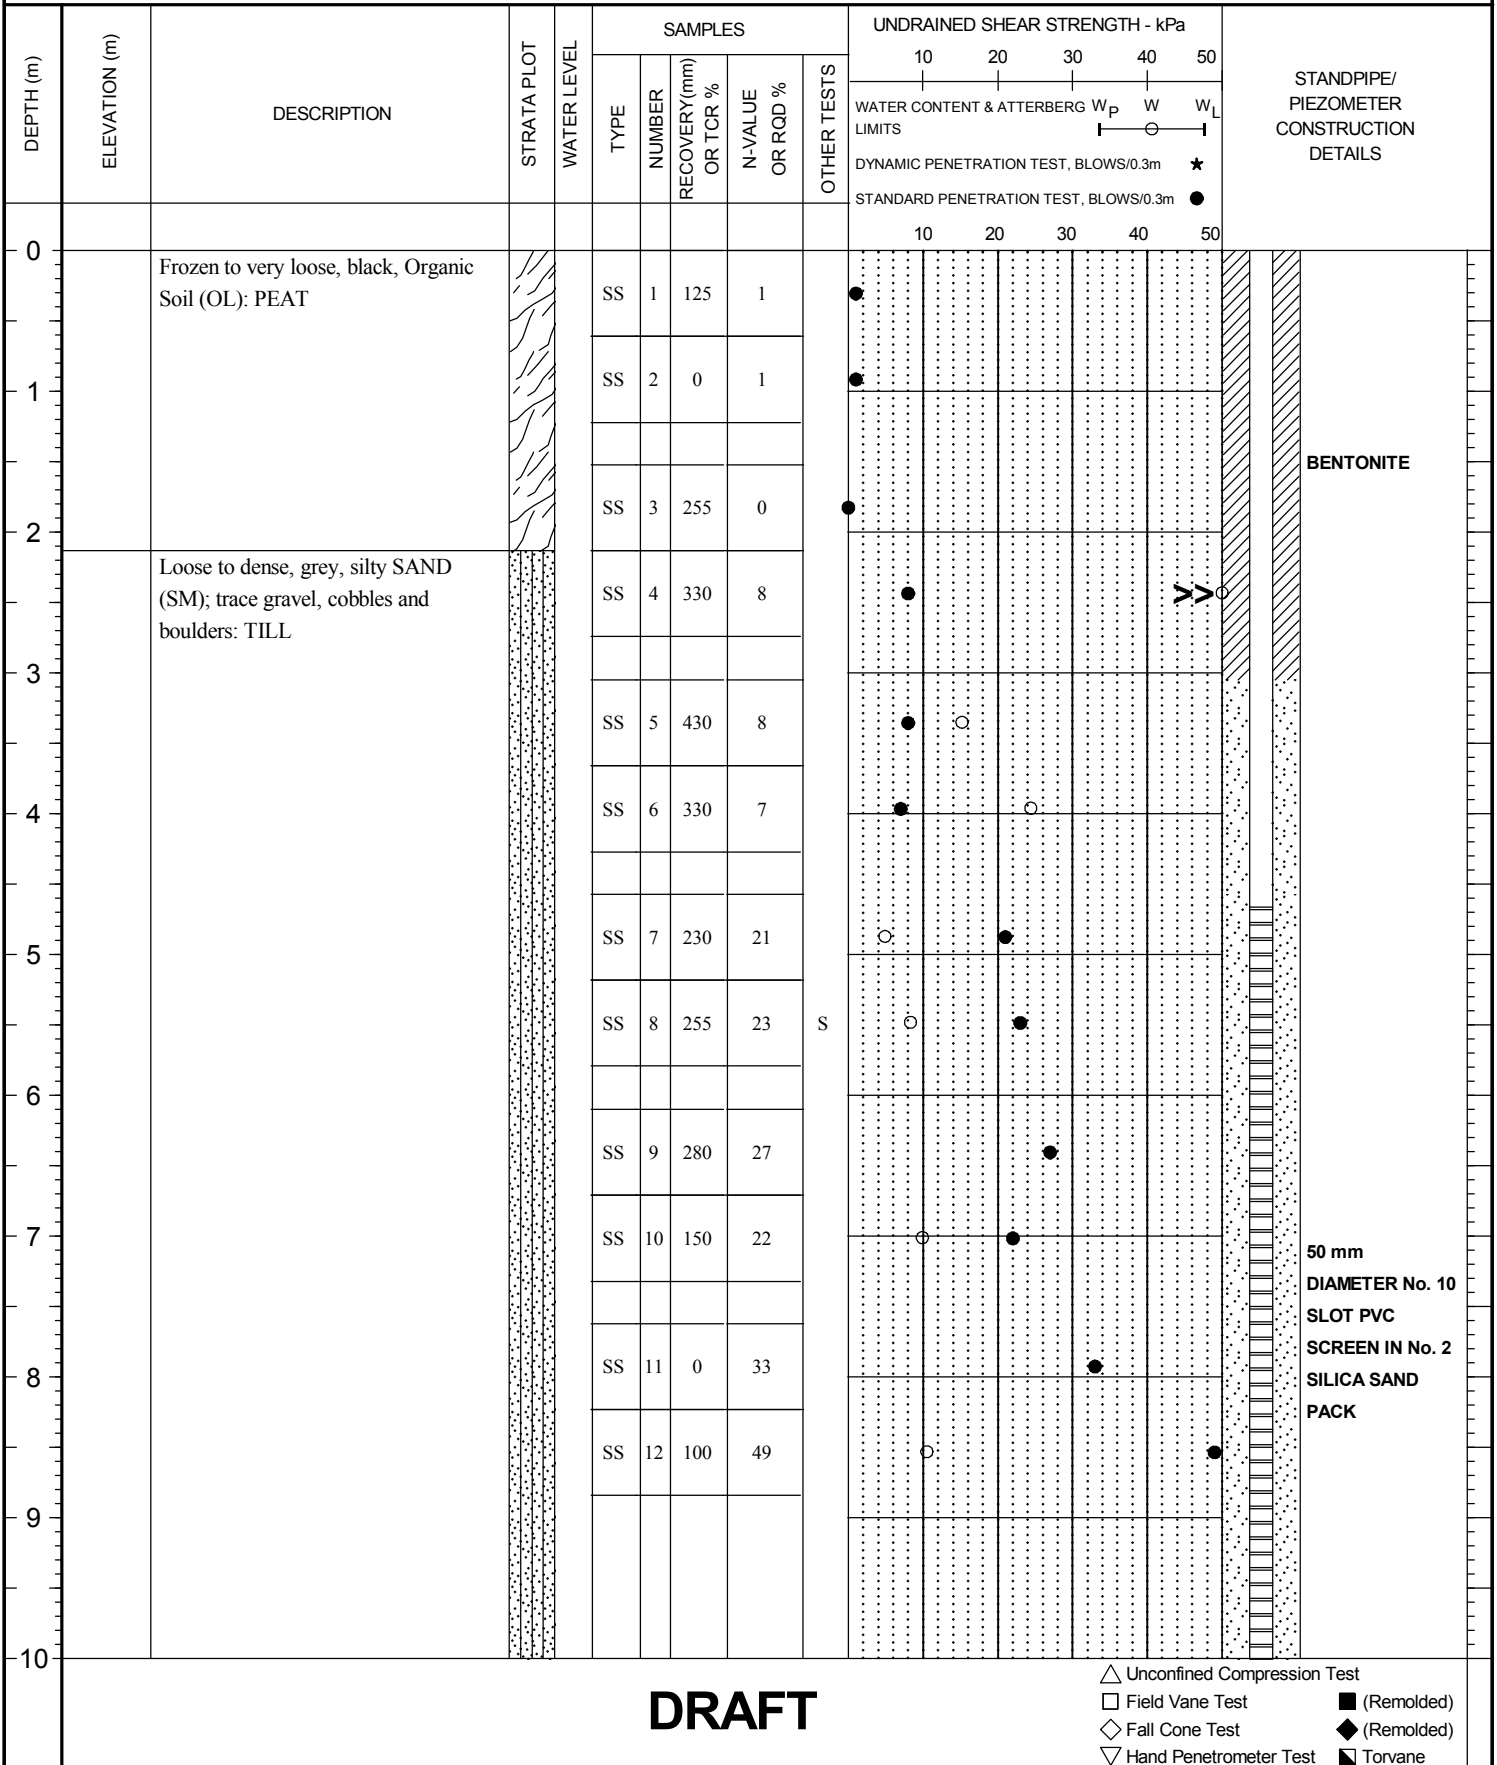 DEPTH (m)
ELEVATION (m)
DESCRIPTION
STRATA PLOT
WATER LEVEL
SAMPLES
TYPE
NUMBER
RECOVERY(mm)
OR TCR %
N-VALUE
OR RQD %
OTHER TESTS
UNDRAINED SHEAR STRENGTH - kPa
10 20 30 40 50
WATER CONTENT & ATTERBERG WP W WL
LIMITS
DYNAMIC PENETRATION TEST, BLOWS/0.3m ★
STANDARD PENETRATION TEST, BLOWS/0.3m ●
10 20 30 40 50
STANDPIPE/
PIEZOMETER
CONSTRUCTION
DETAILS
0
Frozen to very loose, black, Organic
Soil (OL): PEAT
SS 1 125 1
SS 2 0 1
1
BENTONITE
SS 3 255 0
2
Loose to dense, grey, silty SAND
(SM); trace gravel, cobbles and
boulders: TILL
SS 4 330 8
>>
3
SS 5 430 8
SS 6 330 7
4
SS 7 230 21
5
SS 8 255 23 S
6
SS 9 280 27
SS 10 150 22
7
50 mm
DIAMETER No. 10
SLOT PVC
SCREEN IN No. 2
SILICA SAND
PACK
SS 11 0 33
8
SS 12 100 49
9
10
DRAFT
△ Unconfined Compression Test
□ Field Vane Test ■ (Remolded)
◇ Fall Cone Test ◆ (Remolded)
▽ Hand Penetrometer Test Torvane